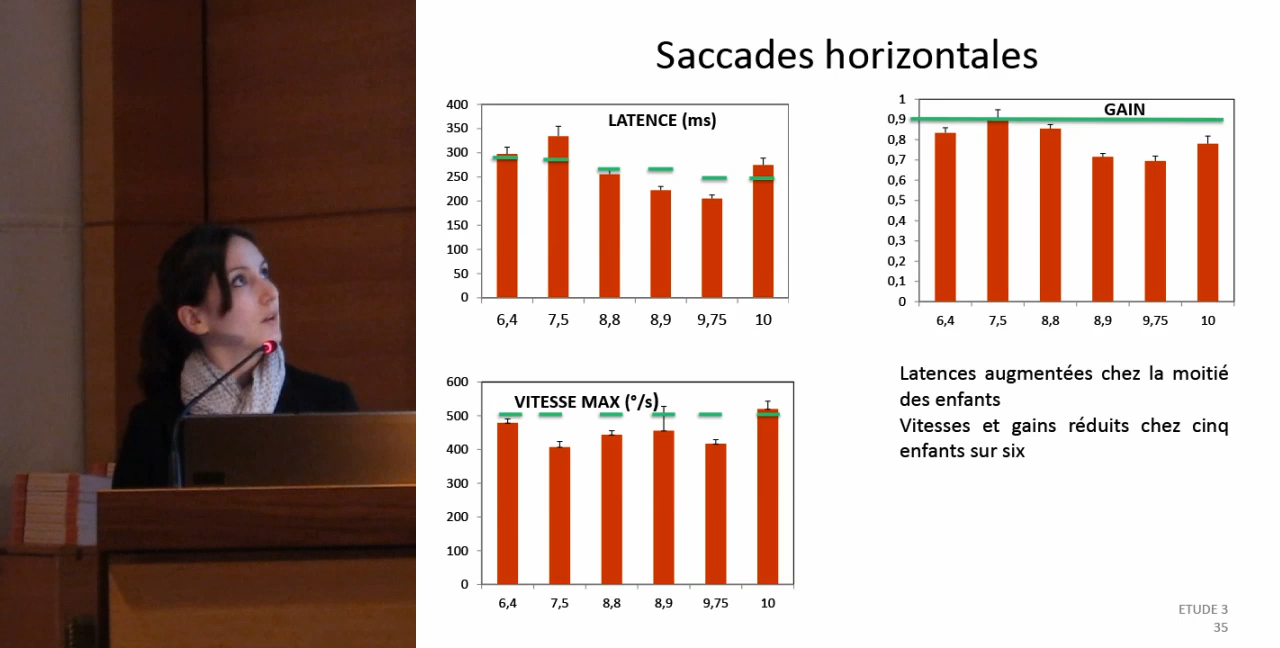 Saccades horizontales
LATENCE (ms)
400
350
300
250
200
150
100
50
0
6,4 7,5 8,8 8,9 9,75 10
GAIN
1
0,9
0,8
0,7
0,6
0,5
0,4
0,3
0,2
0,1
0
6,4 7,5 8,8 8,9 9,75 10
VITESSE MAX (°/s)
600
500
400
300
200
100
0
6,4 7,5 8,8 8,9 9,75 10
Latences augmentées chez la moitié
des enfants
Vitesses et gains réduits chez cinq
enfants sur six
ETUDE 3
35